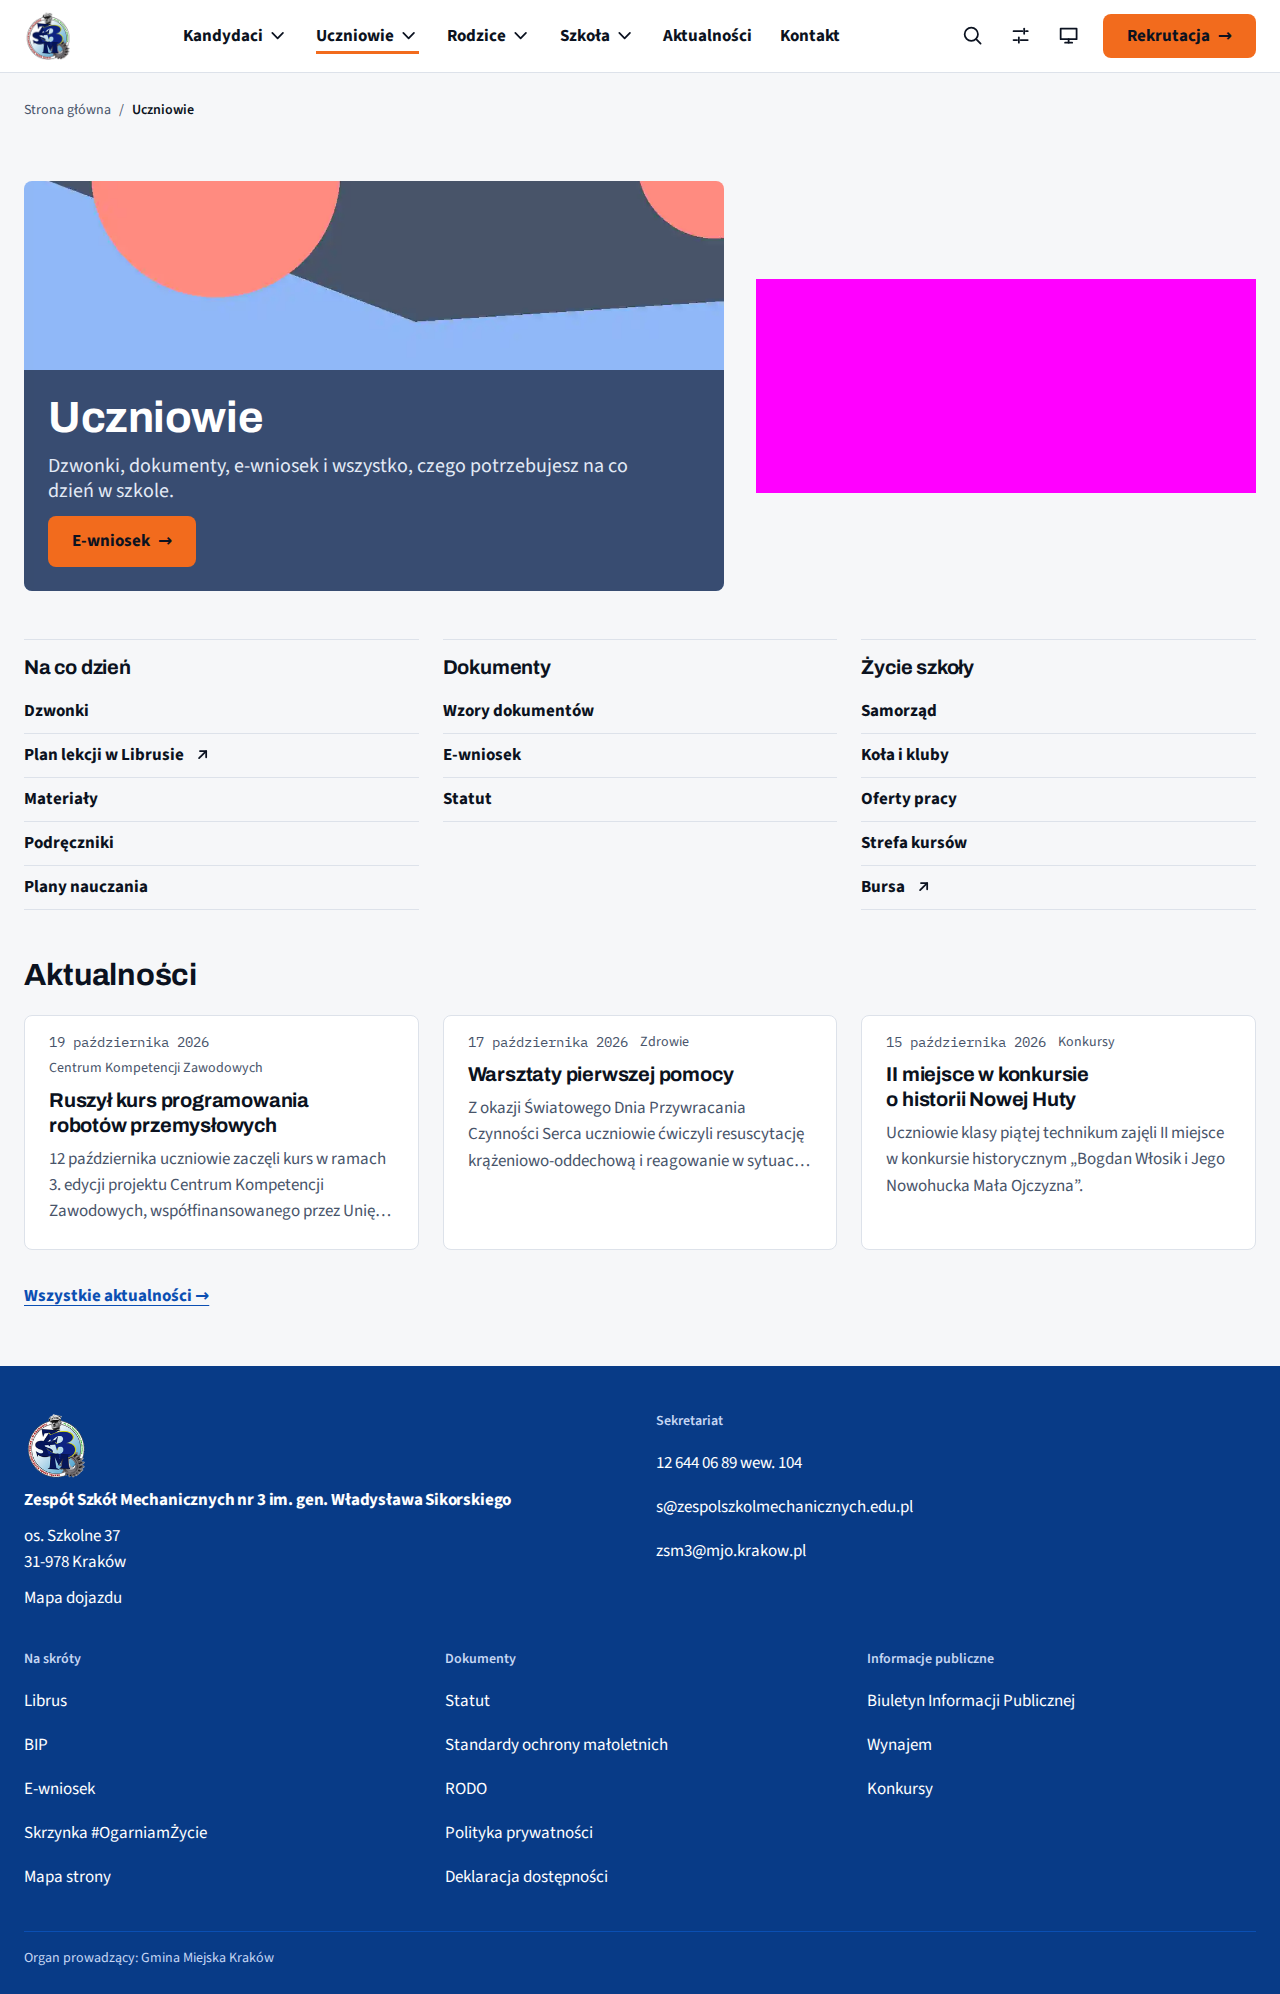 Kandydaci
Uczniowie
Rodzice
Szkoła
Aktualności
Kontakt
Rekrutacja →
Strona główna / Uczniowie
Uczniowie
Dzwonki, dokumenty, e-wniosek i wszystko, czego potrzebujesz na co
dzień w szkole.
E-wniosek →
Na co dzień
Dzwonki
Plan lekcji w Librusie
Materiały
Podręczniki
Plany nauczania
Dokumenty
Wzory dokumentów
E-wniosek
Statut
Życie szkoły
Samorząd
Koła i kluby
Oferty pracy
Strefa kursów
Bursa
Aktualności
19 października 2026
Centrum Kompetencji Zawodowych
Ruszył kurs programowania
robotów przemysłowych
12 października uczniowie zaczęli kurs w ramach
3. edycji projektu Centrum Kompetencji
Zawodowych, współfinansowanego przez Unię…
17 października 2026 Zdrowie
Warsztaty pierwszej pomocy
Z okazji Światowego Dnia Przywracania
Czynności Serca uczniowie ćwiczyli resuscytację
krążeniowo-oddechową i reagowanie w sytuac…
15 października 2026 Konkursy
II miejsce w konkursie
o historii Nowej Huty
Uczniowie klasy piątej technikum zajęli II miejsce
w konkursie historycznym „Bogdan Włosik i Jego
Nowohucka Mała Ojczyzna”.
Wszystkie aktualności →
Zespół Szkół Mechanicznych nr 3 im. gen. Władysława Sikorskiego
os. Szkolne 37
31-978 Kraków
Mapa dojazdu
Sekretariat
12 644 06 89 wew. 104
s@zespolszkolmechanicznych.edu.pl
zsm3@mjo.krakow.pl
Na skróty
Librus
BIP
E-wniosek
Skrzynka #OgarniamŻycie
Mapa strony
Dokumenty
Statut
Standardy ochrony małoletnich
RODO
Polityka prywatności
Deklaracja dostępności
Informacje publiczne
Biuletyn Informacji Publicznej
Wynajem
Konkursy
Organ prowadzący: Gmina Miejska Kraków